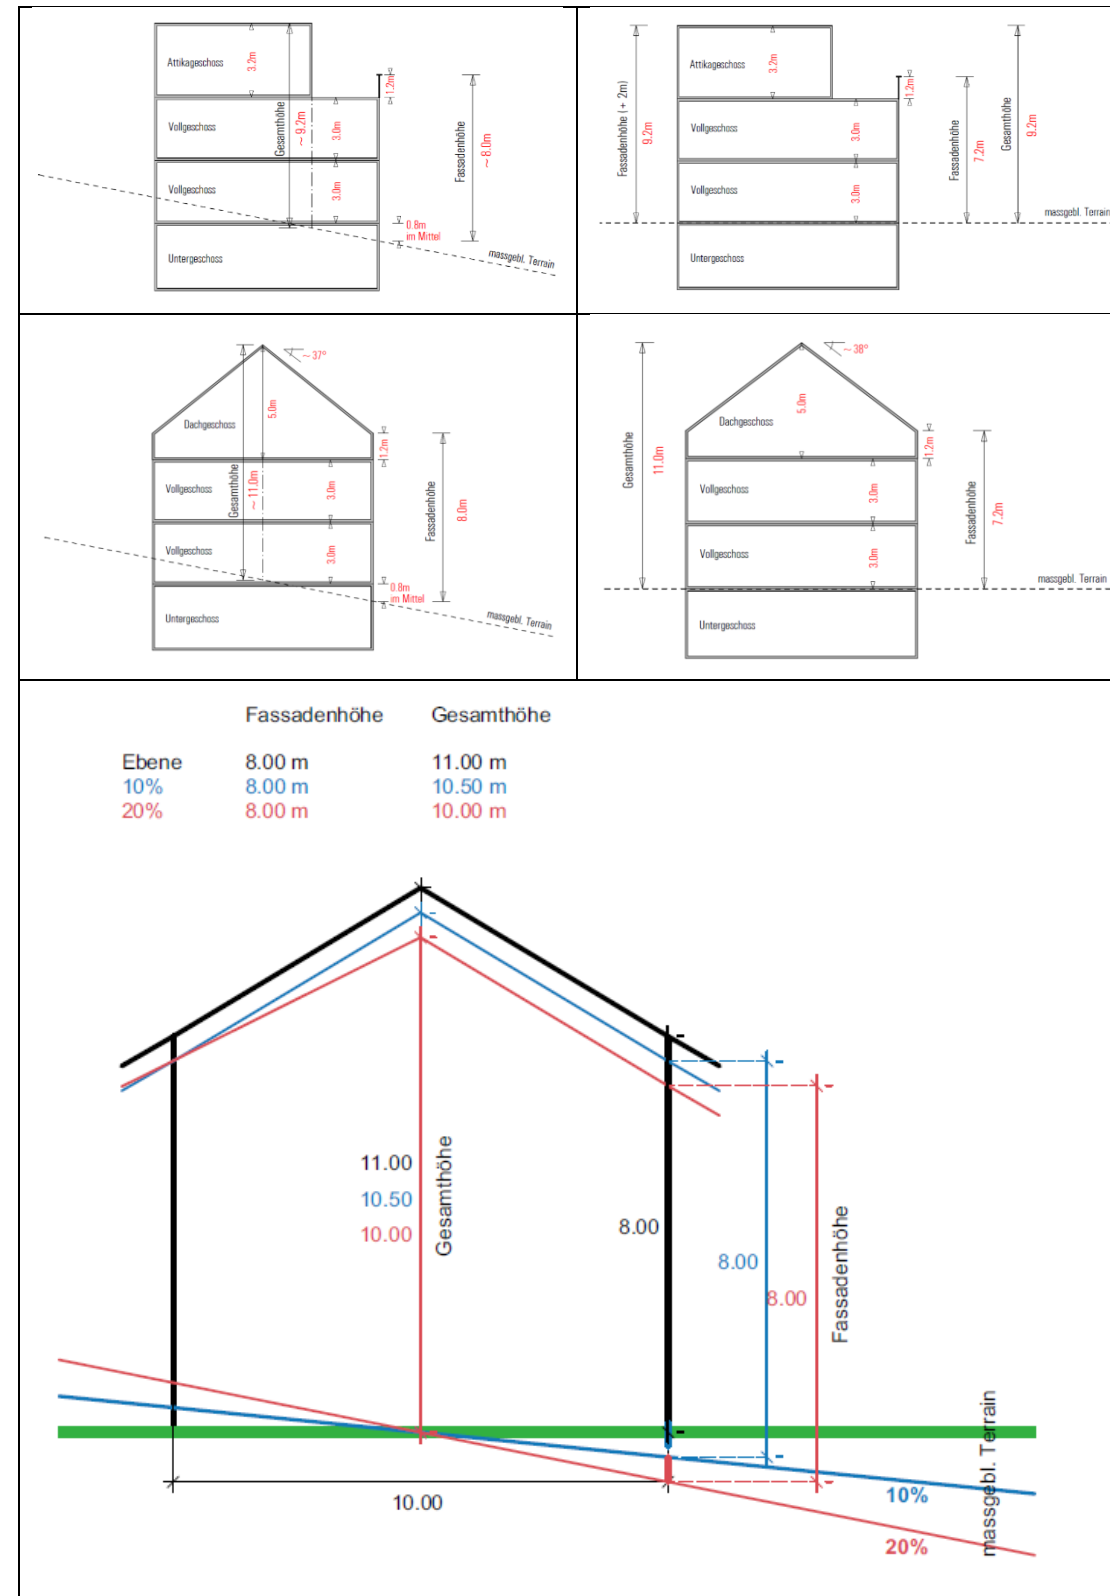 Attikageschoss
3.2m
Vollgeschoss
Gesamthöhe
~ 9.2m
3.0m
1.2m
Fassadenhöhe
~ 8.0m
Vollgeschoss
3.0m
0.8m
im Mittel
massgebl. Terrain
Untergeschoss
Fassadenhöhe (+ 2m)
9.2m
Attikageschoss
3.2m
1.2m
Vollgeschoss
3.0m
Fassadenhöhe
7.2m
Gesamthöhe
9.2m
Vollgeschoss
3.0m
massgebl. Terrain
Untergeschoss
~ 37°
Dachgeschoss
5.0m
1.2m
Vollgeschoss
Gesamthöhe
~ 11.0m
3.0m
Fassadenhöhe
8.0m
Vollgeschoss
3.0m
0.8m
im Mittel
massgebl. Terrain
Untergeschoss
~ 38°
Gesamthöhe
11.0m
Dachgeschoss
5.0m
1.2m
Vollgeschoss
3.0m
Fassadenhöhe
7.2m
Vollgeschoss
3.0m
massgebl. Terrain
Untergeschoss
Fassadenhöhe Gesamthöhe
Ebene 8.00 m 11.00 m
10% 8.00 m 10.50 m
20% 8.00 m 10.00 m
11.00
10.50
10.00
Gesamthöhe
8.00
8.00
8.00
Fassadenhöhe
10.00
10%
20%
massgebl. Terrain